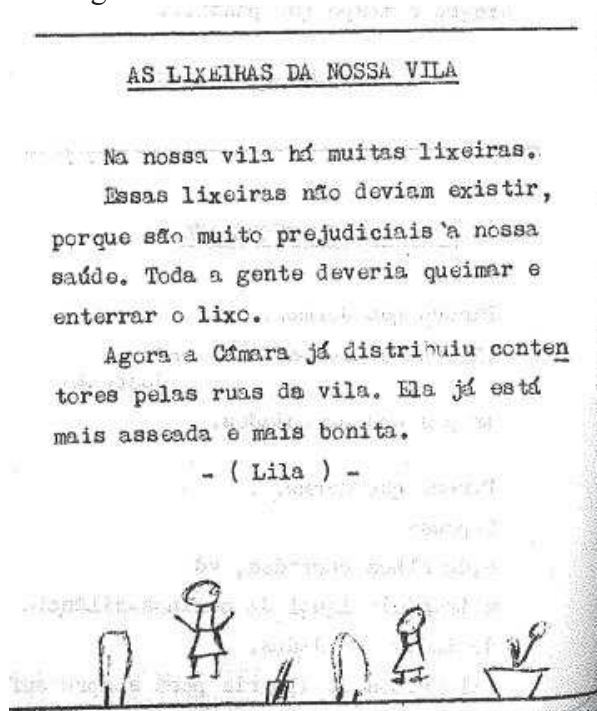 AS LIXEIRAS DA NOSSA VILA
Na nossa vila há muitas lixeiras.
Essas lixeiras não deviam existir,
porque são muito prejudiciais à nossa
saúde. Toda a gente deveria queimar e
enterrar o lixo.
Agora a Câmara já distribuiu conten
tores pelas ruas da vila. Ela já está
mais asseada e mais bonita.
- ( Lila ) -